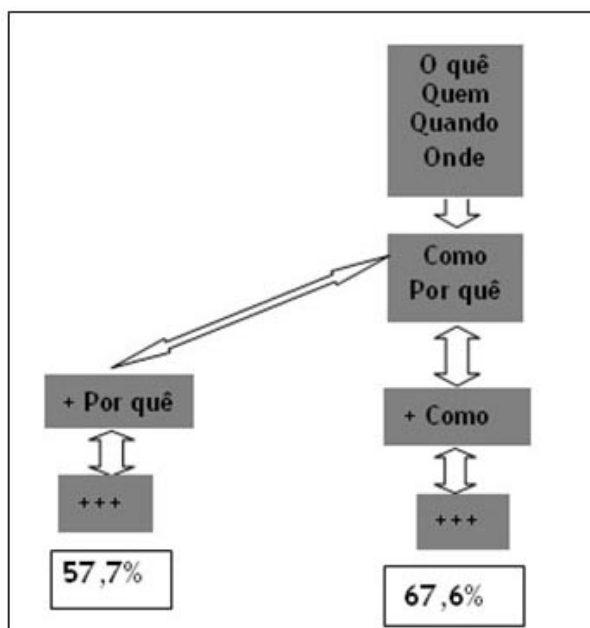 O quê
Quem
Quando
Onde
Como
Por quê
+ Por quê
+ Como
+++
+++
57,7%
67,6%